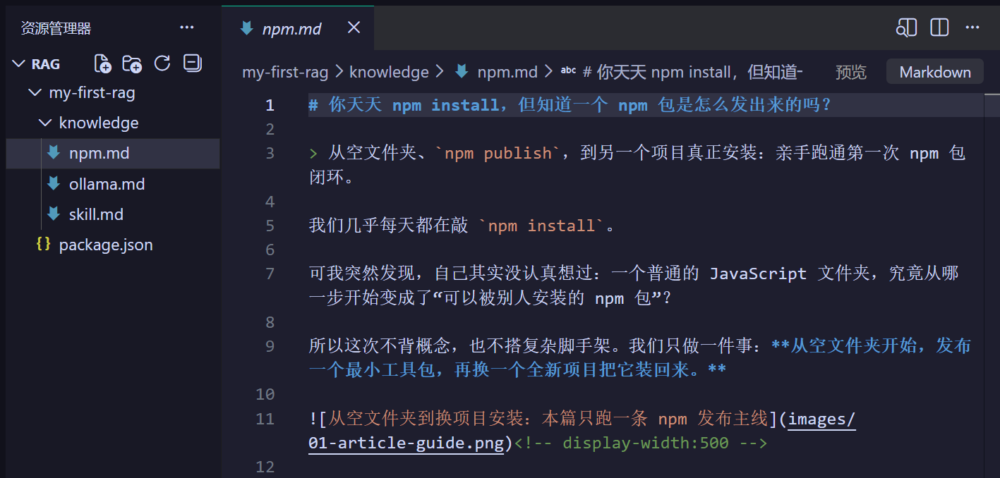 资源管理器
RAG
my-first-rag
knowledge
npm.md
ollama.md
skill.md
{} package.json
npm.md
my-first-rag > knowledge > npm.md > abc # 你天天 npm install，但知道
预览
Markdown
1 # 你天天 npm install，但知道一个 npm 包是怎么发出来的吗？
2
3 > 从空文件夹、`npm publish`，到另一个项目真正安装：亲手跑通第一次 npm 包
闭环。
4
5 我们几乎每天都在敲 `npm install`。
6
7 可我突然发现，自己其实没认真想过：一个普通的 JavaScript 文件夹，究竟从哪
一步开始变成了“可以被别人安装的 npm 包”？
8
9 所以这次不背概念，也不搭复杂脚手架。我们只做一件事：**从空文件夹开始，发布
一个最小工具包，再换一个全新项目把它装回来。**
10
11 ![从空文件夹到换项目安装：本篇只跑一条 npm 发布主线](images/
01-article-guide.png)<!-- display-width:500 -->
12